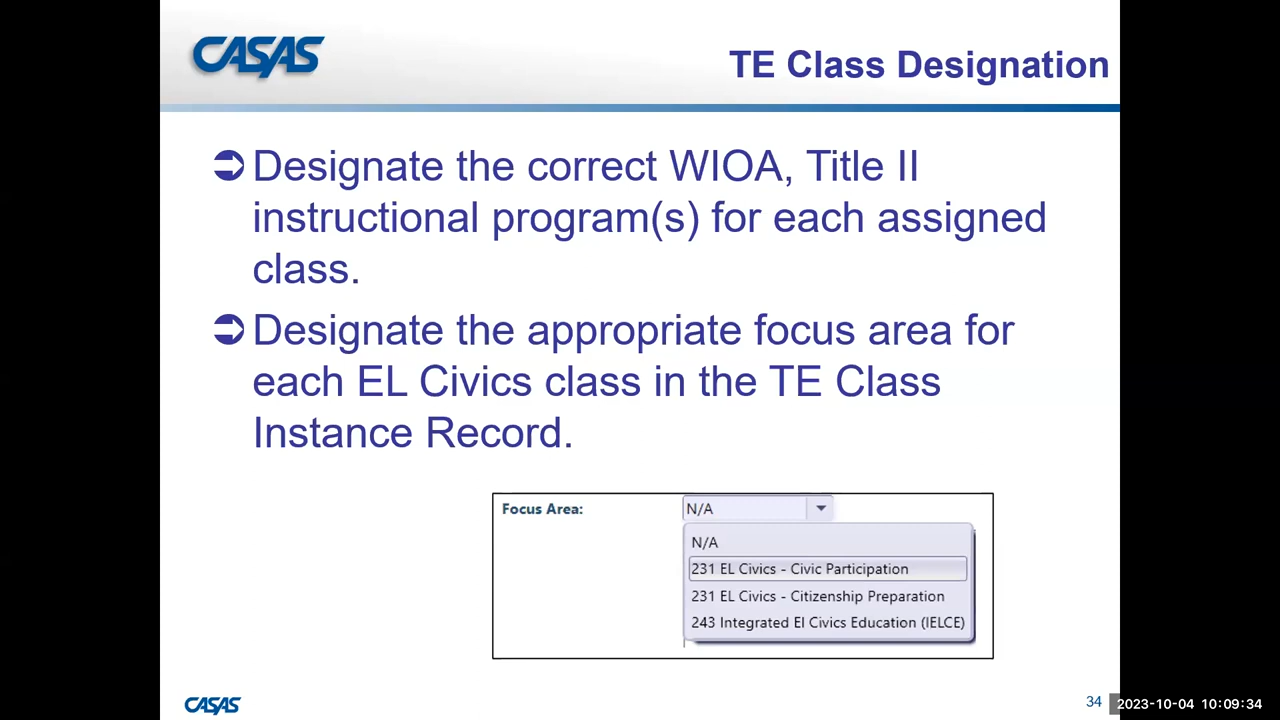 CASAS
TE Class Designation
➲ Designate the correct WIOA, Title II
instructional program(s) for each assigned
class.
➲ Designate the appropriate focus area for
each EL Civics class in the TE Class
Instance Record.
Focus Area: N/A
N/A
231 EL Civics - Civic Participation
231 EL Civics - Citizenship Preparation
243 Integrated El Civics Education (IELCE)
CASAS
34
2023-10-04 10:09:34